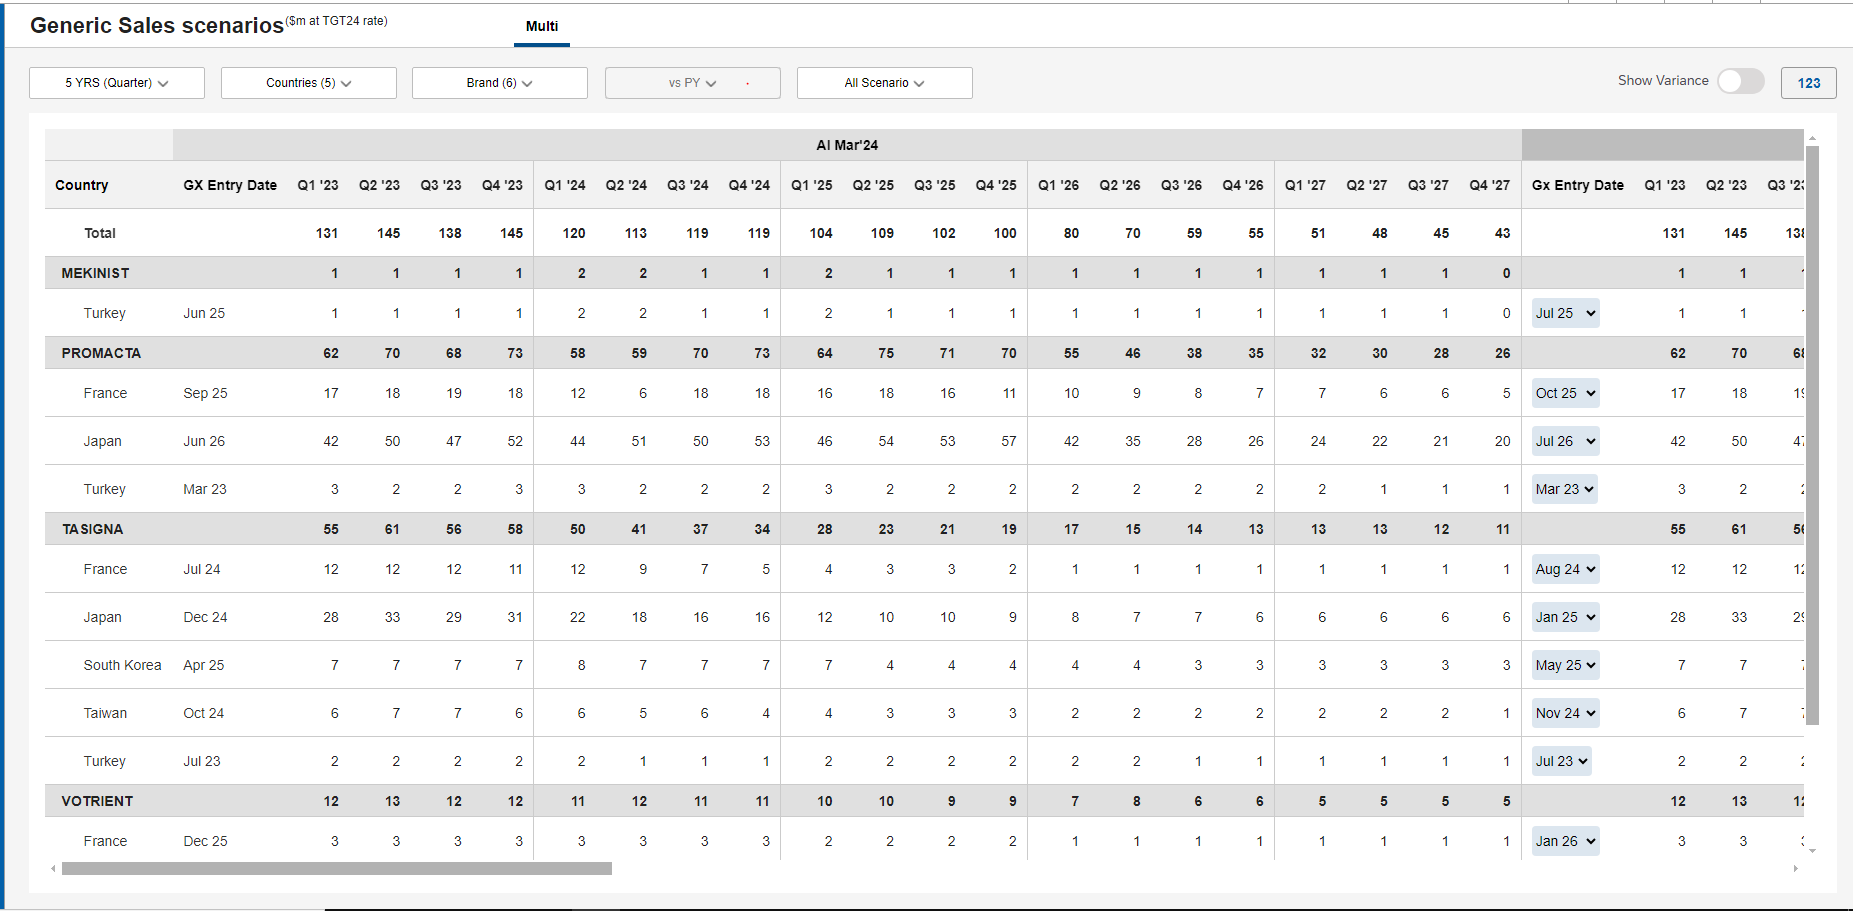 Generic Sales scenarios ($m at TGT24 rate)
Multi
5 YRS (Quarter) Countries (5) Brand (6) vs PY All Scenario Show Variance 123
AI Mar'24
Country GX Entry Date Q1 '23 Q2 '23 Q3 '23 Q4 '23 Q1 '24 Q2 '24 Q3 '24 Q4 '24 Q1 '25 Q2 '25 Q3 '25 Q4 '25 Q1 '26 Q2 '26 Q3 '26 Q4 '26 Q1 '27 Q2 '27 Q3 '27 Q4 '27 Gx Entry Date Q1 '23 Q2 '23 Q3 '23
Total 131 145 138 145 120 113 119 119 104 109 102 100 80 70 59 55 51 48 45 43 131 145 138
MEKINIST 1 1 1 1 2 2 1 1 2 1 1 1 1 1 1 1 1 1 1 0 1 1
Turkey Jun 25 1 1 1 1 2 2 1 1 2 1 1 1 1 1 1 1 1 1 1 0 Jul 25 1 1
PROMACTA 62 70 68 73 58 59 70 73 64 75 71 70 55 46 38 35 32 30 28 26 62 70 68
France Sep 25 17 18 19 18 12 6 18 18 16 18 16 11 10 9 8 7 7 6 6 5 Oct 25 17 18 19
Japan Jun 26 42 50 47 52 44 51 50 53 46 54 53 57 42 35 28 26 24 22 21 20 Jul 26 42 50 47
Turkey Mar 23 3 2 2 3 3 2 2 2 3 2 2 2 2 2 2 2 2 1 1 1 Mar 23 3 2
TASIGNA 55 61 56 58 50 41 37 34 28 23 21 19 17 15 14 13 13 13 12 11 55 61 56
France Jul 24 12 12 12 11 12 9 7 5 4 3 3 2 1 1 1 1 1 1 1 1 Aug 24 12 12 12
Japan Dec 24 28 33 29 31 22 18 16 16 12 10 10 9 8 7 7 6 6 6 6 6 Jan 25 28 33 29
South Korea Apr 25 7 7 7 7 8 7 7 7 7 4 4 4 4 4 3 3 3 3 3 3 May 25 7 7
Taiwan Oct 24 6 7 7 6 6 5 6 4 4 3 3 3 2 2 2 2 2 2 2 1 Nov 24 6 7
Turkey Jul 23 2 2 2 2 2 1 1 1 2 2 2 2 2 2 1 1 1 1 1 1 Jul 23 2 2
VOTRIENT 12 13 12 12 11 12 11 11 10 10 9 9 7 8 6 6 5 5 5 5 12 13 12
France Dec 25 3 3 3 3 3 3 3 3 2 2 2 2 1 1 1 1 1 1 1 1 Jan 26 3 3